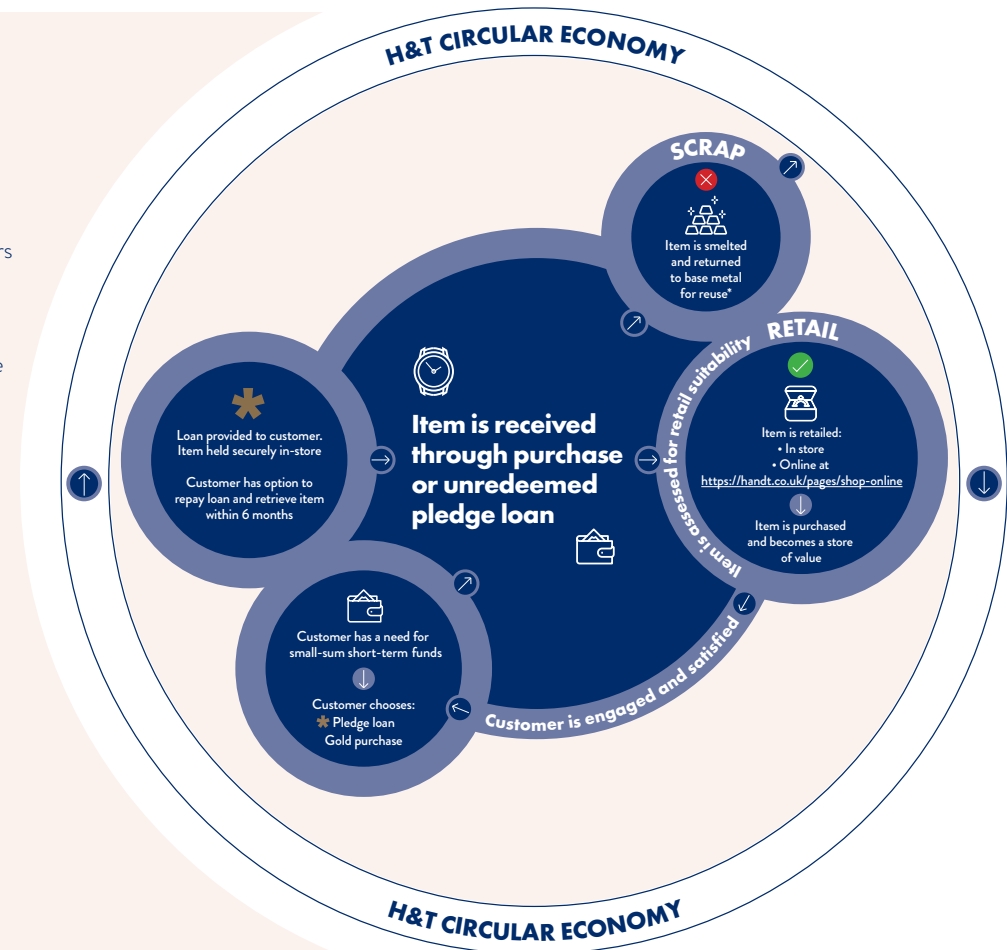 H&T CIRCULAR ECONOMY
SCRAP
Item is smelted
and returned
to base metal
for reuse*
rs
e
RETAIL
Item is assessed for retail suitability
Item is retailed:
• In store
• Online at
https://handt.co.uk/pages/shop-online
Item is purchased
and becomes a store
of value
*
Loan provided to customer.
Item held securely in-store
Customer has option to
repay loan and retrieve item
within 6 months
Item is received
through purchase
or unredeemed
pledge loan
Customer has a need for
small-sum short-term funds
Customer chooses:
* Pledge loan
Gold purchase
Customer is engaged and satisfied
H&T CIRCULAR ECONOMY